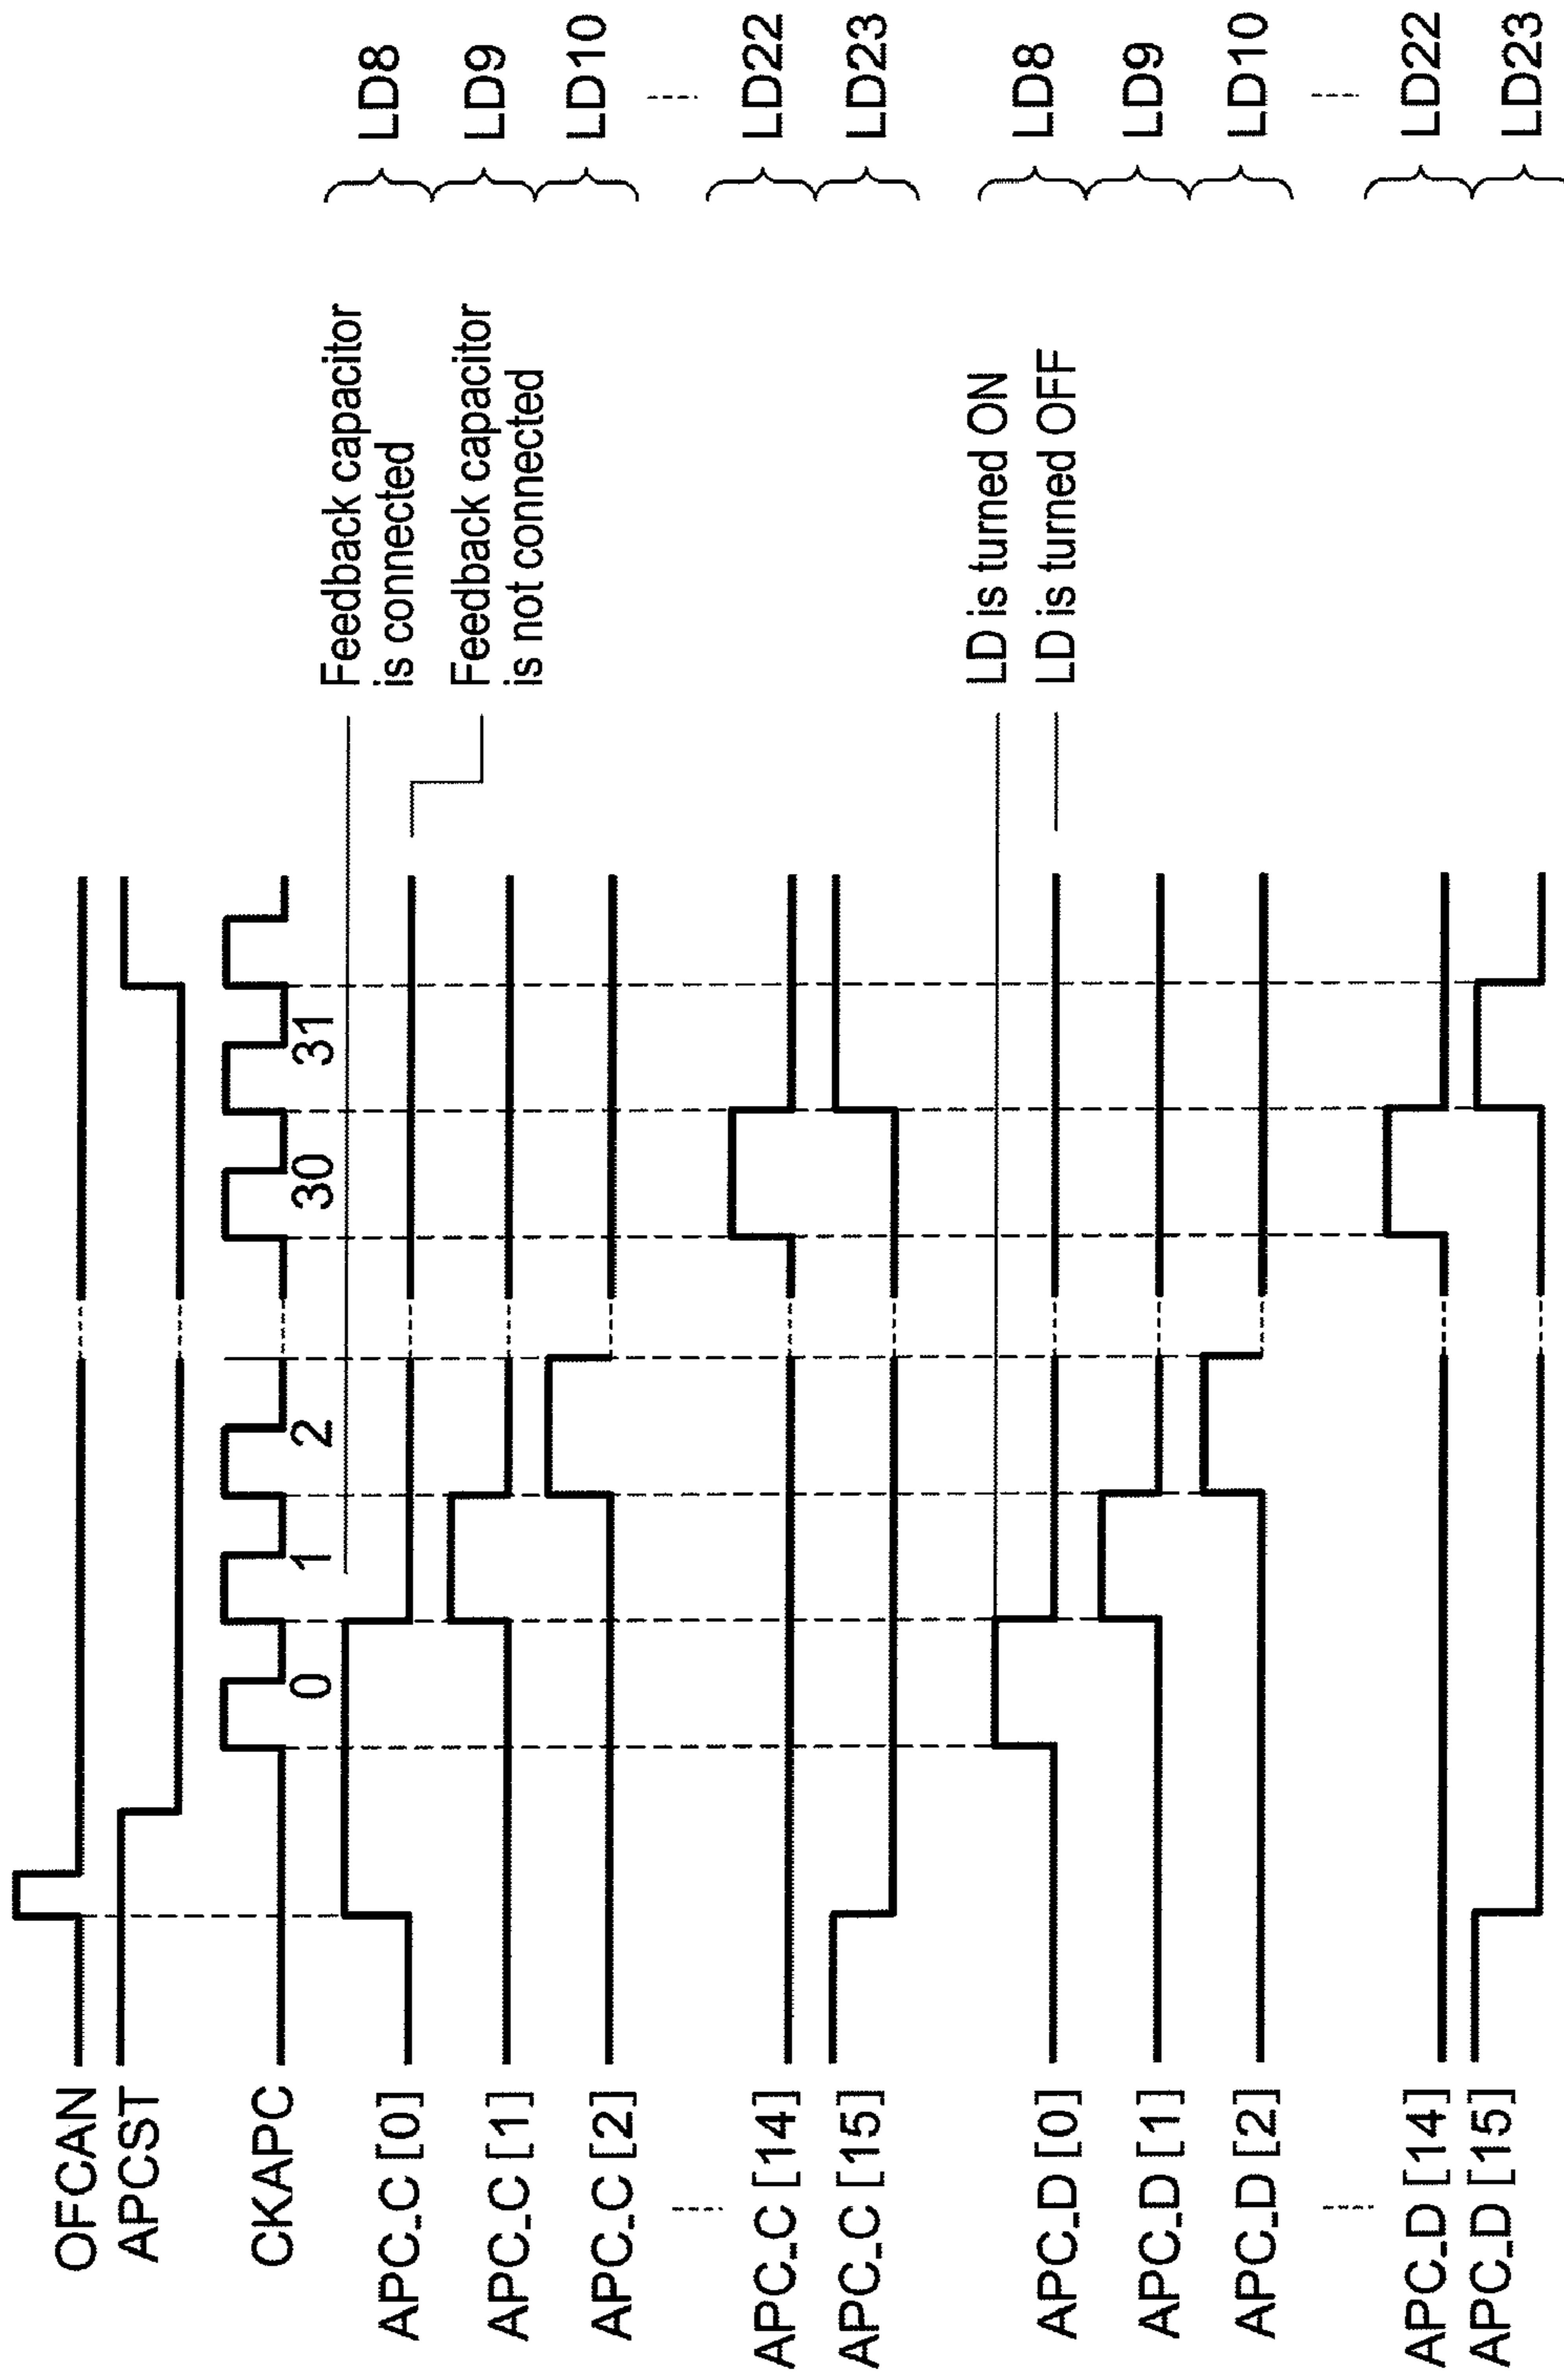 OFCAN
APCST
CKAPC
0
1
2
30
31
APC_C [0]
Feedback capacitor
is connected
LD8
APC_C [1]
Feedback capacitor
is not connected
LD9
APC_C [2]
LD10
APC_C [14]
LD22
APC_C [15]
LD23
APC_D [0]
LD is turned ON
LD is turned OFF
LD8
APC_D [1]
LD9
APC_D [2]
LD10
APC_D [14]
LD22
APC_D [15]
LD23